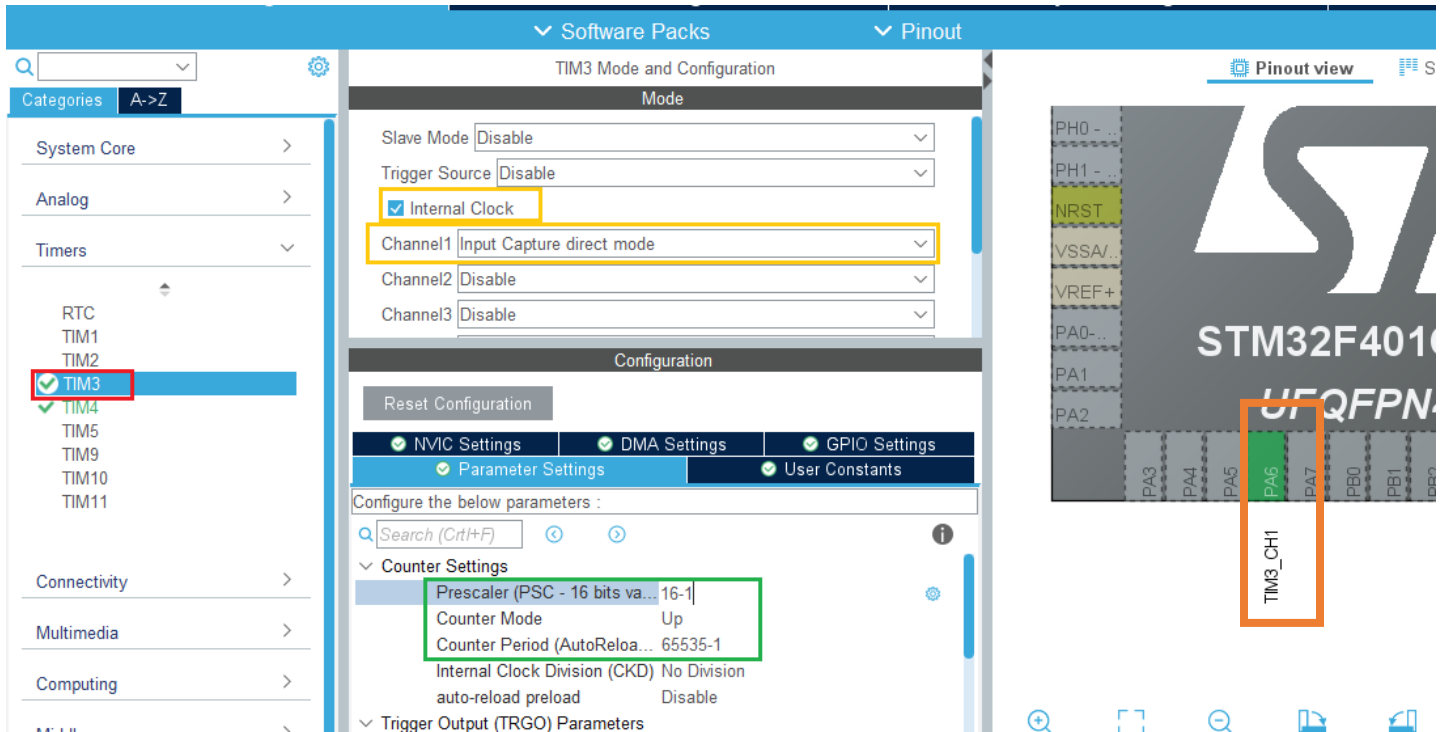 Software Packs
Pinout
Categories
A->Z
System Core
Analog
Timers
RTC
TIM1
TIM2
TIM3
TIM4
TIM5
TIM9
TIM10
TIM11
Connectivity
Multimedia
Computing
TIM3 Mode and Configuration
Mode
Slave Mode Disable
Trigger Source Disable
Internal Clock
Channel1 Input Capture direct mode
Channel2 Disable
Channel3 Disable
Configuration
Reset Configuration
NVIC Settings
DMA Settings
GPIO Settings
Parameter Settings
User Constants
Configure the below parameters :
Search (Crtl+F)
Counter Settings
Prescaler (PSC - 16 bits va... 16-1
Counter Mode Up
Counter Period (AutoReloa... 65535-1
Internal Clock Division (CKD) No Division
auto-reload preload Disable
Trigger Output (TRGO) Parameters
Pinout view
S
PH0 - ..
PH1 - ..
NRST
VSSA/..
VREF+
PA0-..
PA1
PA2
STM32F401
UFQFPN4
PA3
PA4
PA5
PA6
PA7
PB0
PB1
PB2
TIM3_CH1